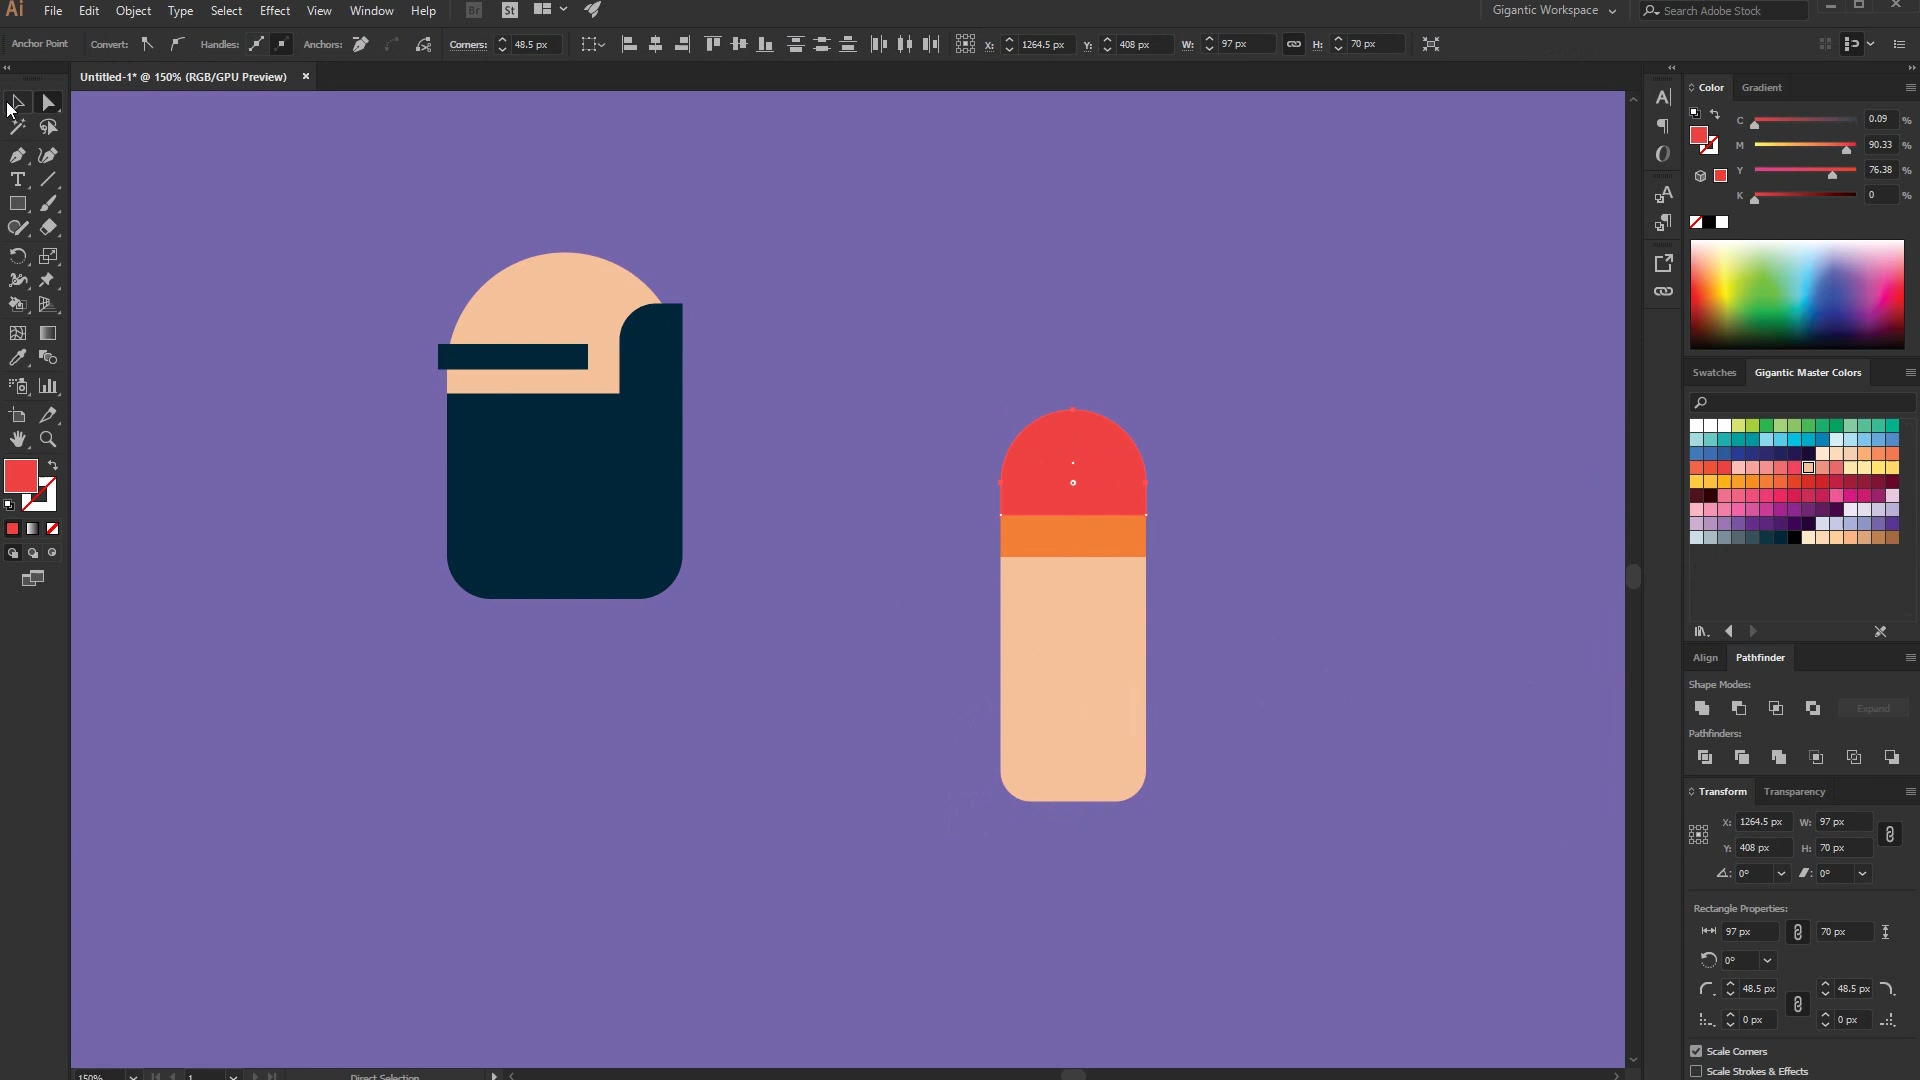 Ai File Edit Object Type Select Effect View Window Help Br St Gigantic Workspace Search Adobe Stock
Anchor Point Convert: Handles: Anchors: Corners: 48.5 px X: 1264.5 px Y: 408 px W: 97 px H: 70 px
Untitled-1* @ 150% (RGB/GPU Preview) ×
Color Gradient
C 0.09 %
M 90.33 %
Y 76.38 %
K 0 %
Swatches Gigantic Master Colors
Align Pathfinder
Shape Modes:
Expand
Pathfinders:
Transform Transparency
X: 1264.5 px W: 97 px
Y: 408 px H: 70 px
0° 0°
Rectangle Properties:
97 px 70 px
0°
48.5 px 48.5 px
0 px 0 px
Scale Corners
Scale Strokes & Effects
150% 1 Direct Selection